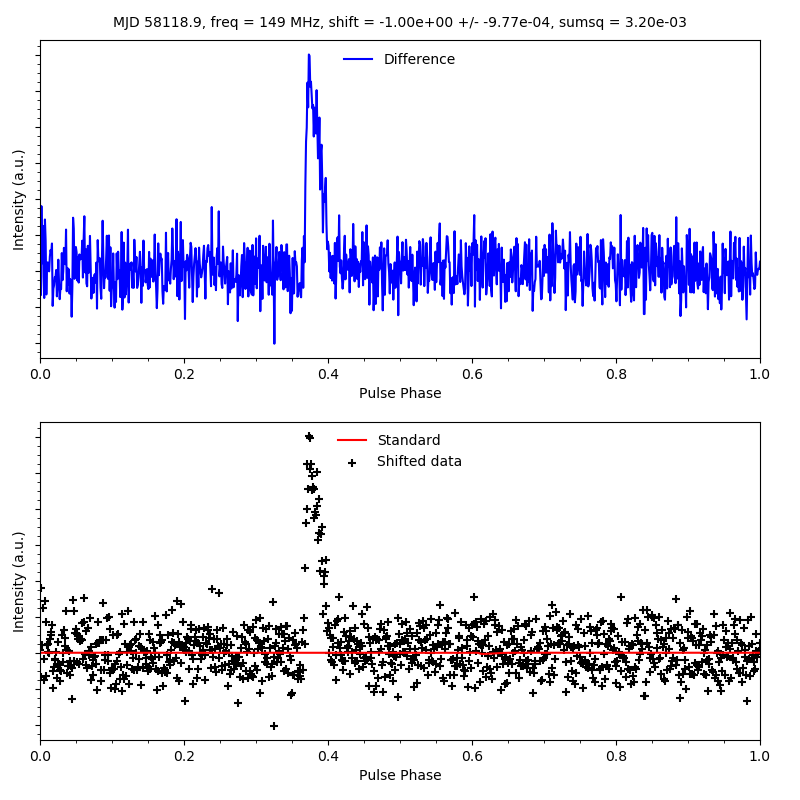 MJD 58118.9, freq = 149 MHz, shift = -1.00e+00 +/- -9.77e-04, sumsq = 3.20e-03
Difference
Intensity (a.u.)
0.0 0.2 0.4 0.6 0.8 1.0
Pulse Phase
Standard
Shifted data
Intensity (a.u.)
0.0 0.2 0.4 0.6 0.8 1.0
Pulse Phase